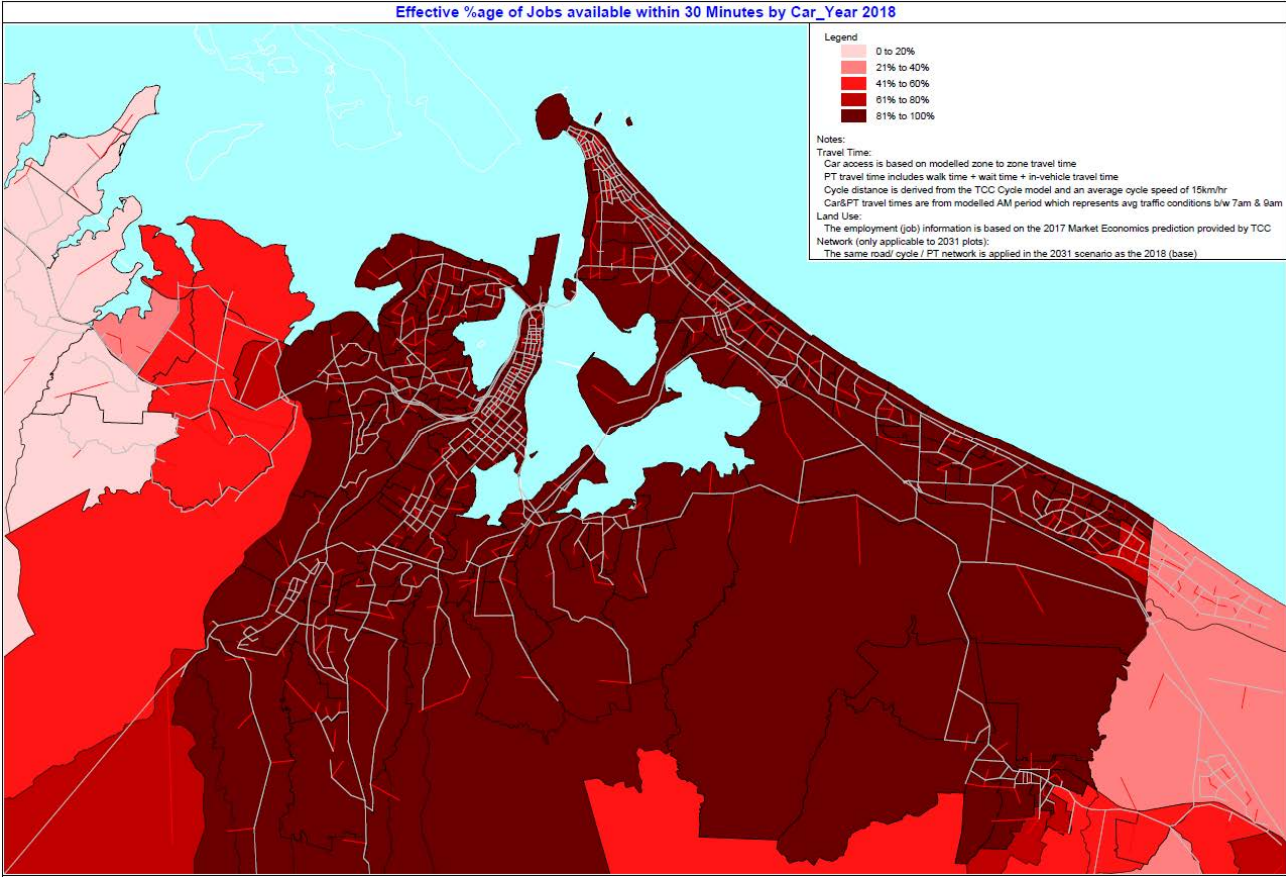 Effective %age of Jobs available within 30 Minutes by Car_Year 2018
Legend
0 to 20%
21% to 40%
41% to 60%
61% to 80%
81% to 100%
Notes:
Travel Time:
Car access is based on modelled zone to zone travel time
PT travel time includes walk time + wait time + in-vehicle travel time
Cycle distance is derived from the TCC Cycle model and an average cycle speed of 15km/hr
Car&PT travel times are from modelled AM period which represents avg traffic conditions b/w 7am & 9am
Land Use:
The employment (job) information is based on the 2017 Market Economics prediction provided by TCC
Network (only applicable to 2031 plots):
The same road/ cycle / PT network is applied in the 2031 scenario as the 2018 (base)